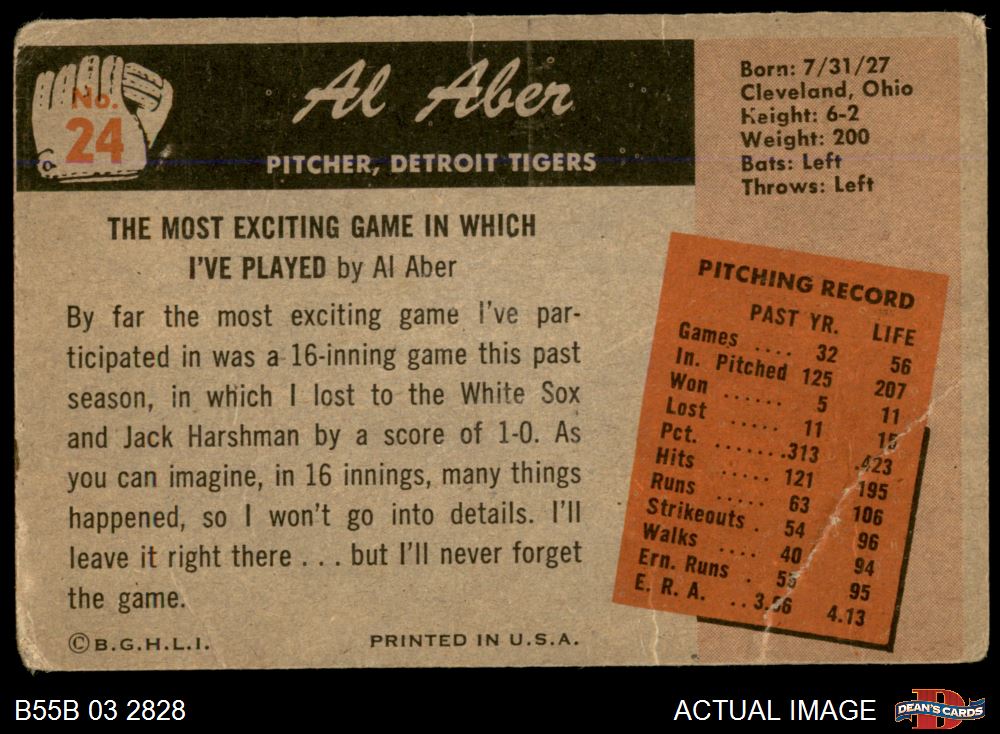 No.
24
Al Aber
PITCHER, DETROIT TIGERS
Born: 7/31/27
Cleveland, Ohio
Height: 6-2
Weight: 200
Bats: Left
Throws: Left
THE MOST EXCITING GAME IN WHICH
I'VE PLAYED by Al Aber
By far the most exciting game I've par-
ticipated in was a 16-inning game this past
season, in which I lost to the White Sox
and Jack Harshman by a score of 1-0. As
you can imagine, in 16 innings, many things
happened, so I won't go into details. I'll
leave it right there . . . but I'll never forget
the game.
© B.G.H.L.I. PRINTED IN U.S.A.
PITCHING RECORD
PAST YR. LIFE
Games .... 32 56
In. Pitched 125 207
Won ...... 5 11
Lost ..... 11 15
Pct. .......313 .423
Hits ..... 121 195
Runs ..... 63 106
Strikeouts . 54 96
Walks .... 40 94
Ern. Runs . 55 95
E. R. A. ..3.96 4.13
B55B 03 2828
ACTUAL IMAGE
D
DEAN'S CARDS